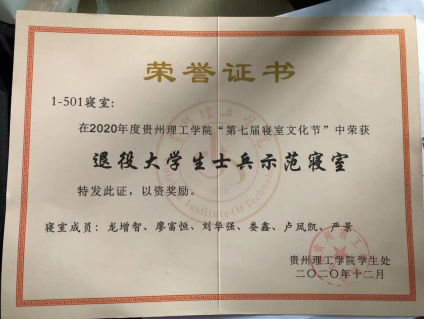 荣誉证书
1-501寝室:
在2020年度贵州理工学院“第七届寝室文化节”中荣获
退役大学生士兵示范寝室
特发此证，以资奖励。
寝室成员：龙增智、廖富恒、刘华强、娄鑫、卢凤凯、严景
贵州理工学院学生处
二〇二〇年十二月